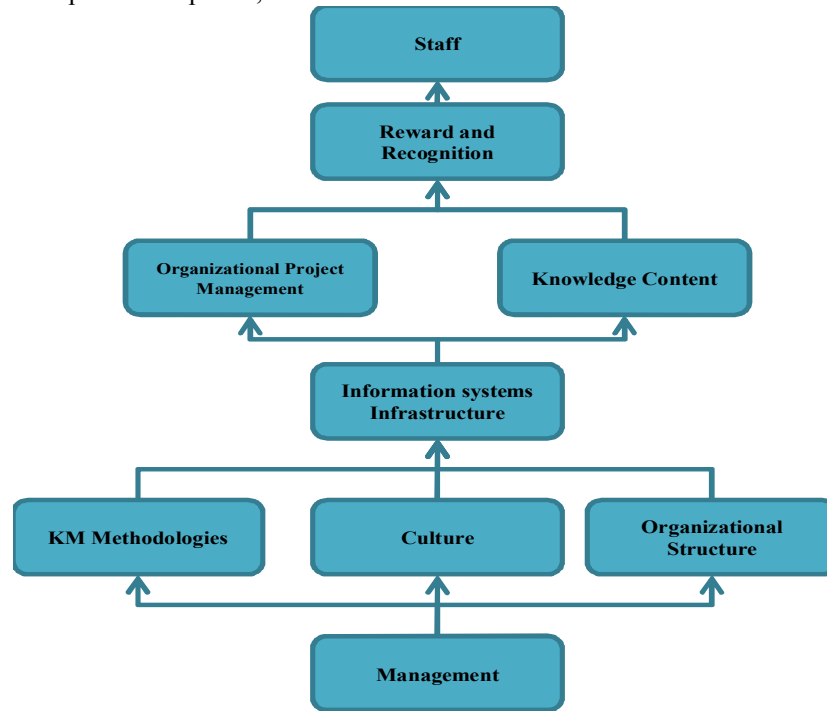 Staff
Reward and
Recognition
Organizational Project
Management
Knowledge Content
Information systems
Infrastructure
KM Methodologies
Culture
Organizational
Structure
Management